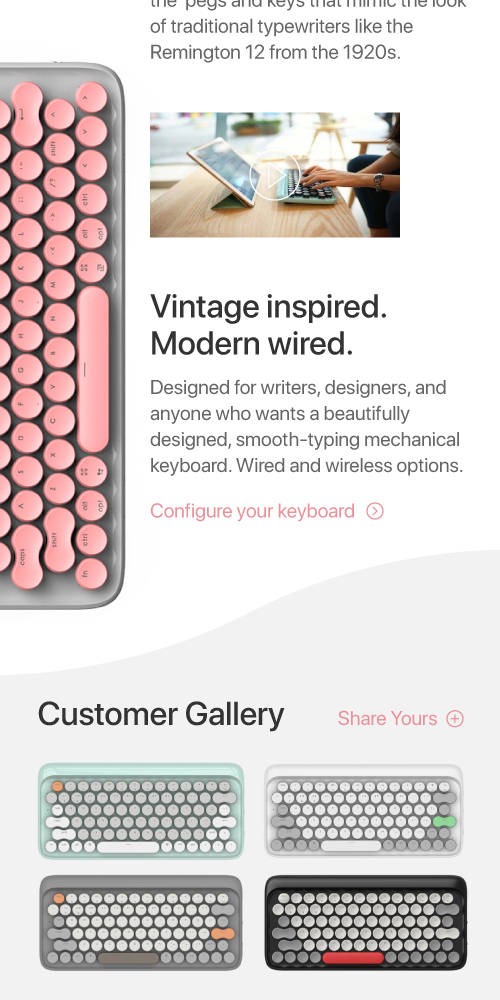 the pegs and keys that mimic the look
of traditional typewriters like the
Remington 12 from the 1920s.
Vintage inspired.
Modern wired.
Designed for writers, designers, and
anyone who wants a beautifully
designed, smooth-typing mechanical
keyboard. Wired and wireless options.
Configure your keyboard
Customer Gallery
Share Yours